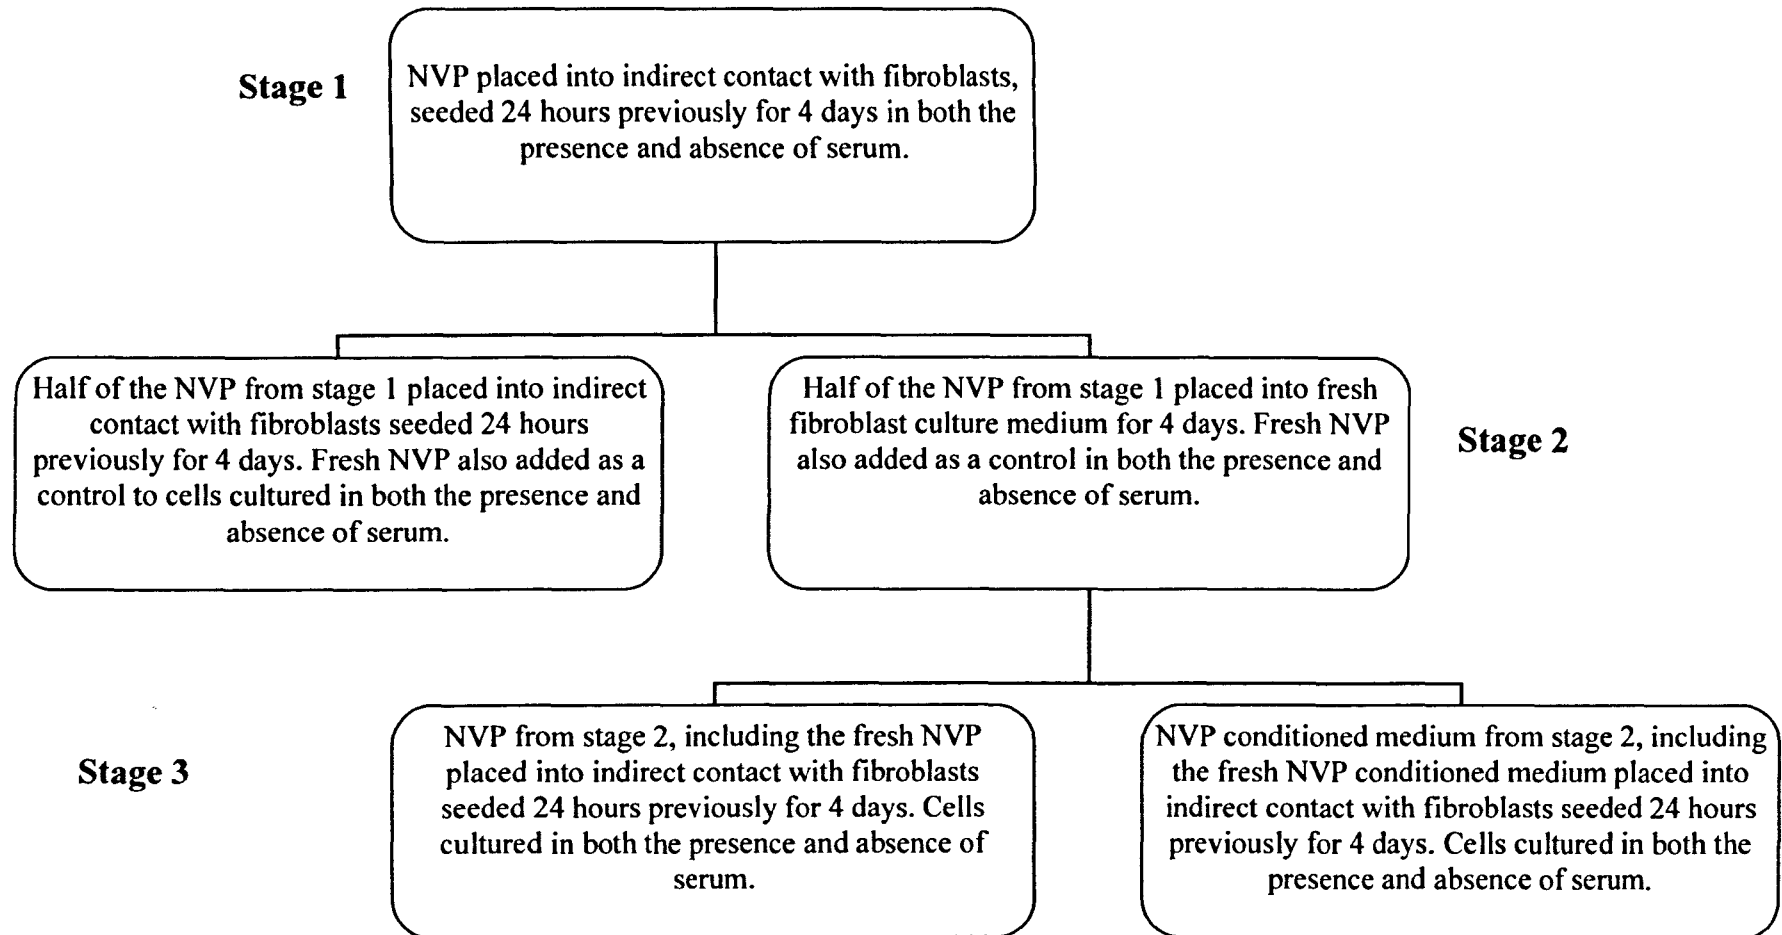 Stage 1
NVP placed into indirect contact with fibroblasts,
seeded 24 hours previously for 4 days in both the
presence and absence of serum.
Half of the NVP from stage 1 placed into indirect
contact with fibroblasts seeded 24 hours
previously for 4 days. Fresh NVP also added as a
control to cells cultured in both the presence and
absence of serum.
Half of the NVP from stage 1 placed into fresh
fibroblast culture medium for 4 days. Fresh NVP
also added as a control in both the presence and
absence of serum.
Stage 2
Stage 3
NVP from stage 2, including the fresh NVP
placed into indirect contact with fibroblasts
seeded 24 hours previously for 4 days. Cells
cultured in both the presence and absence of
serum.
NVP conditioned medium from stage 2, including
the fresh NVP conditioned medium placed into
indirect contact with fibroblasts seeded 24 hours
previously for 4 days. Cells cultured in both the
presence and absence of serum.